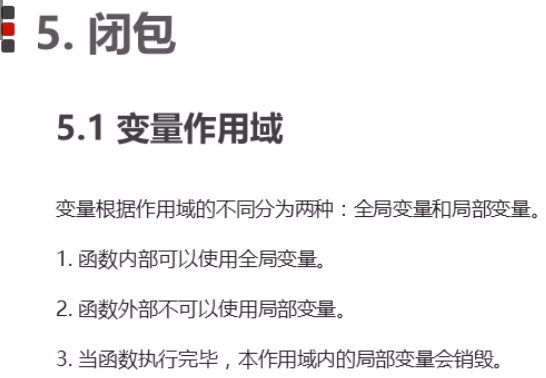 5. 闭包
5.1 变量作用域
变量根据作用域的不同分为两种：全局变量和局部变量。
1. 函数内部可以使用全局变量。
2. 函数外部不可以使用局部变量。
3. 当函数执行完毕，本作用域内的局部变量会销毁。